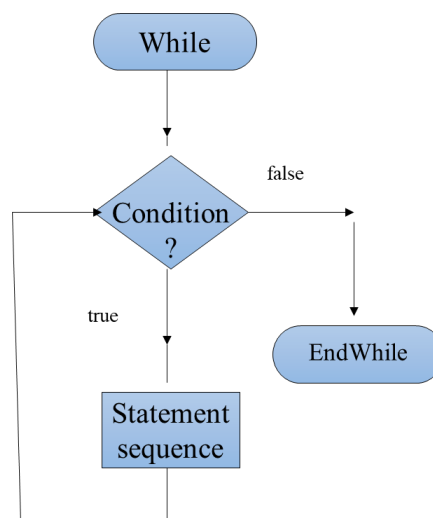 While
false
Condition
?
true
EndWhile
Statement
sequence